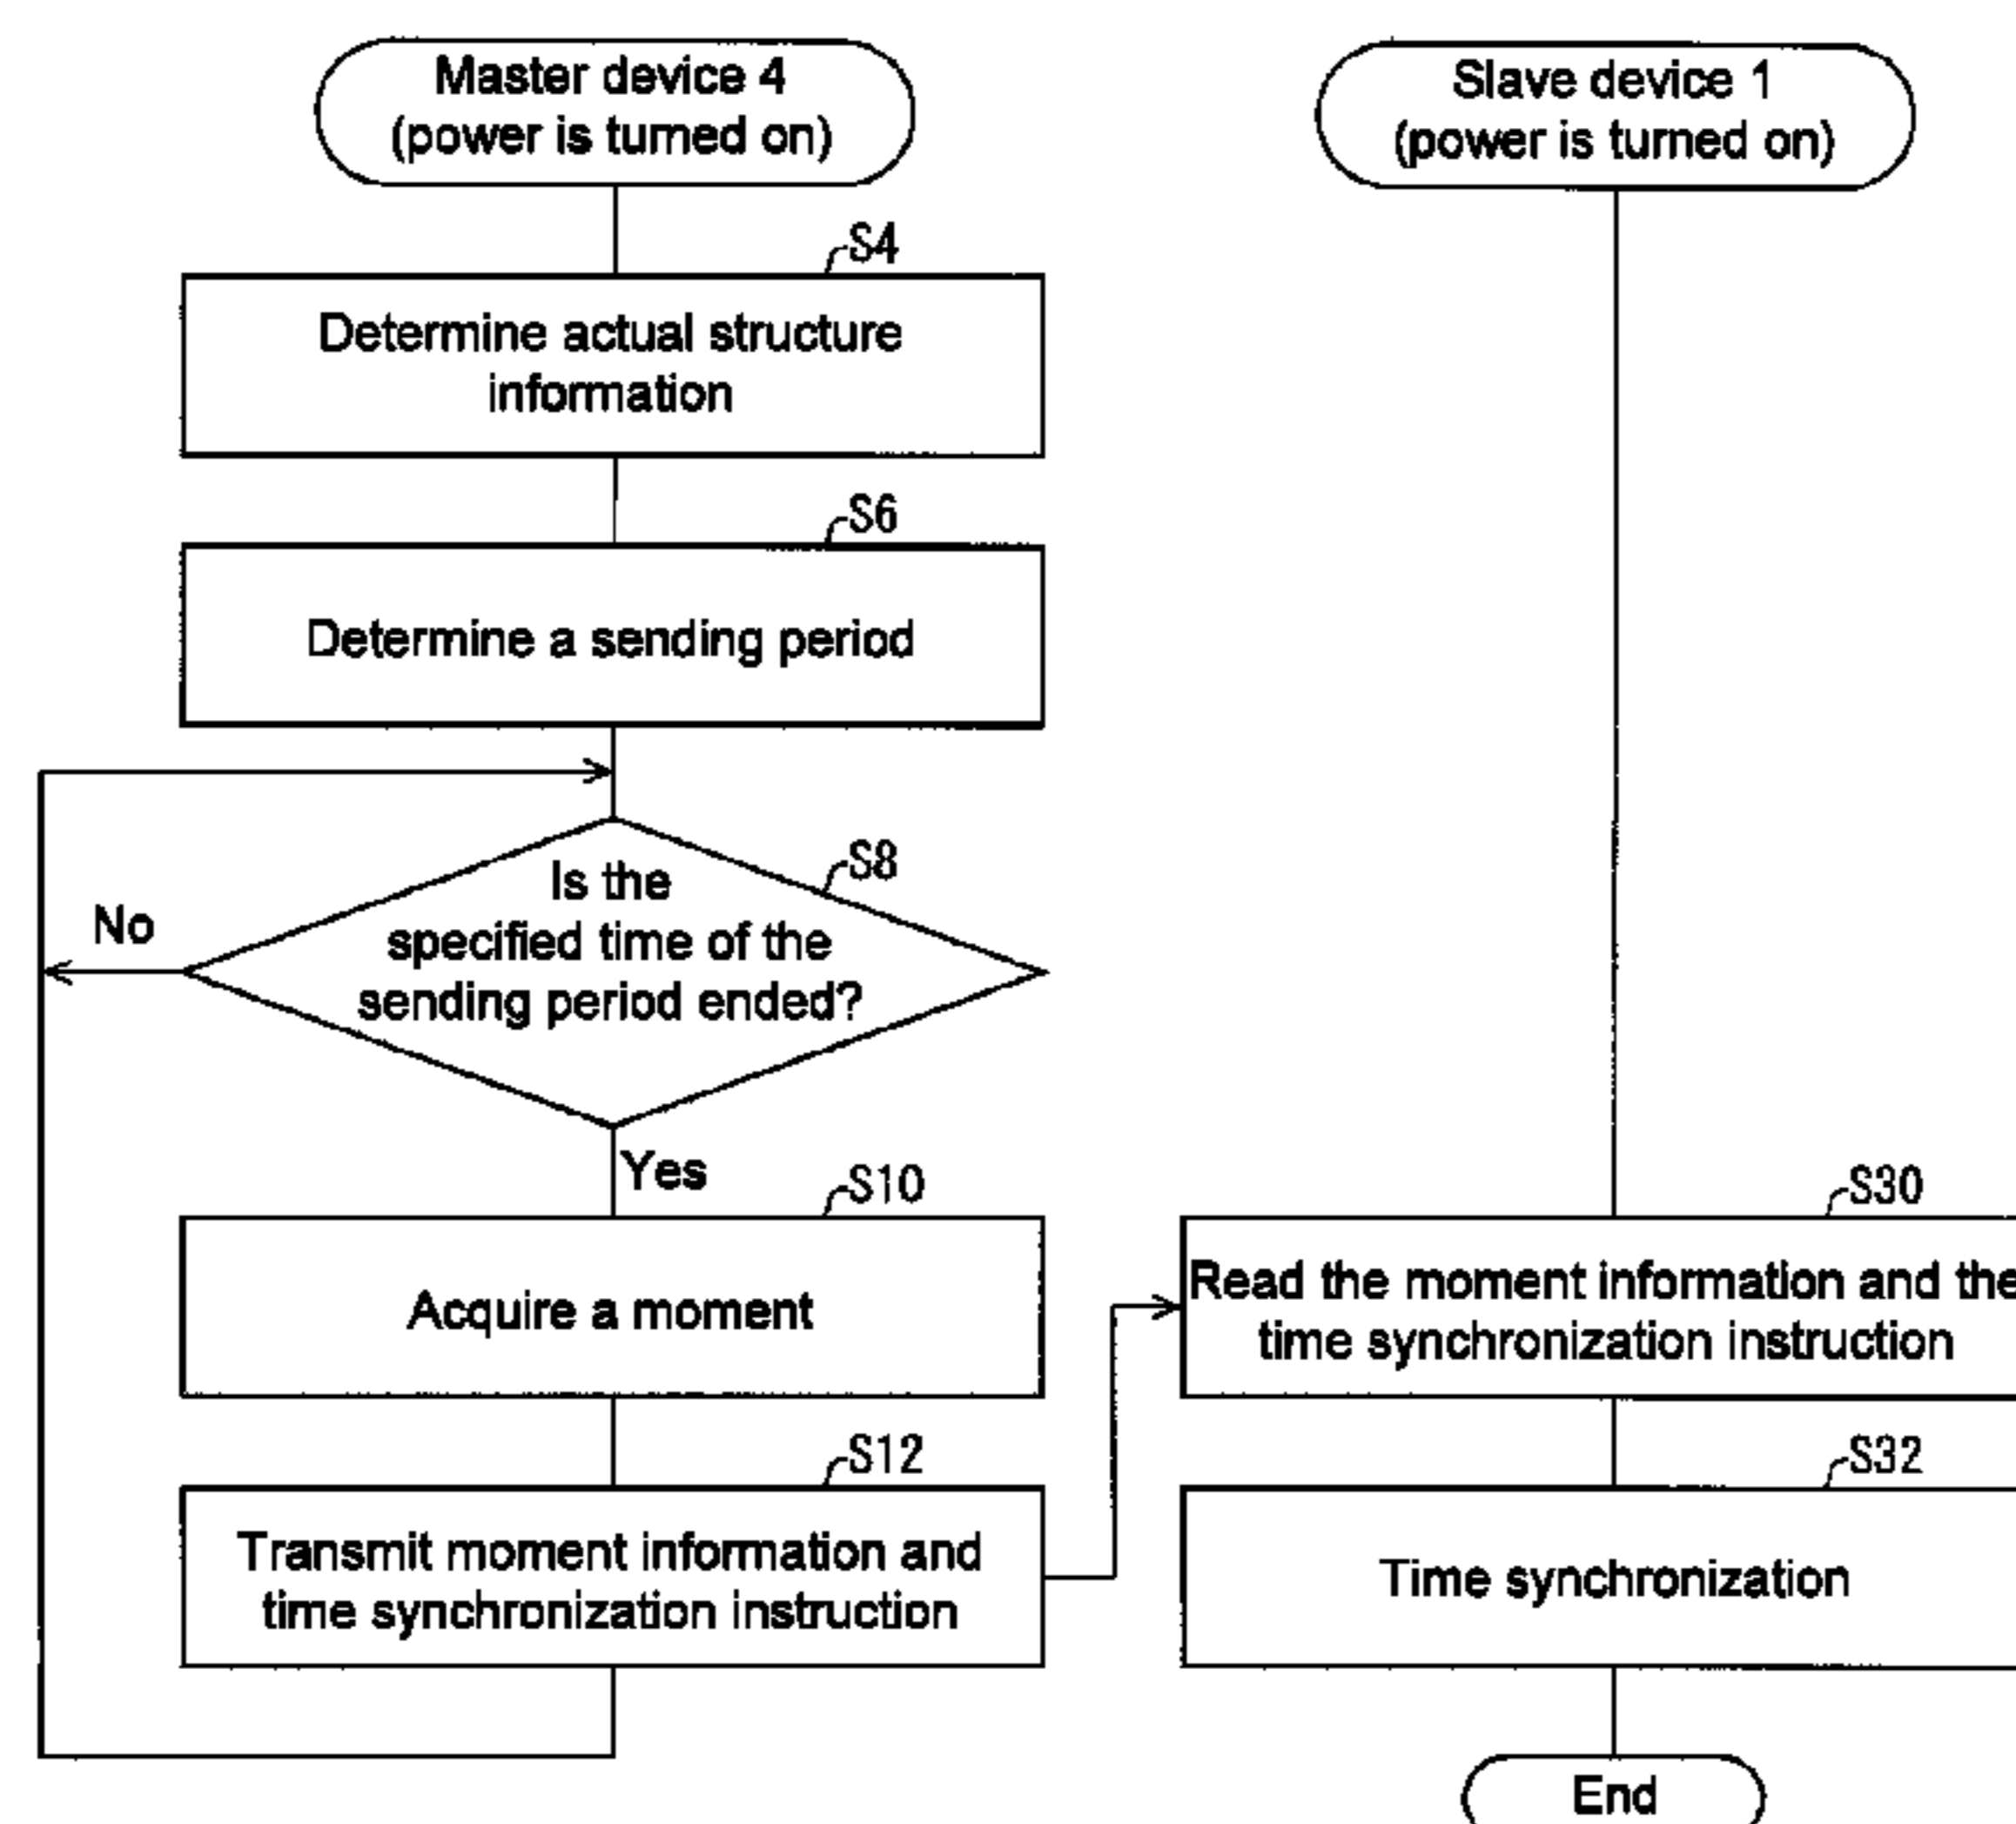 Master device 4
(power is turned on)
S4
Determine actual structure
information
S6
Determine a sending period
S8
Is the
specified time of the
sending period ended?
No
Yes
S10
Acquire a moment
S12
Transmit moment information and
time synchronization instruction
Slave device 1
(power is turned on)
S30
Read the moment information and the
time synchronization instruction
S32
Time synchronization
End